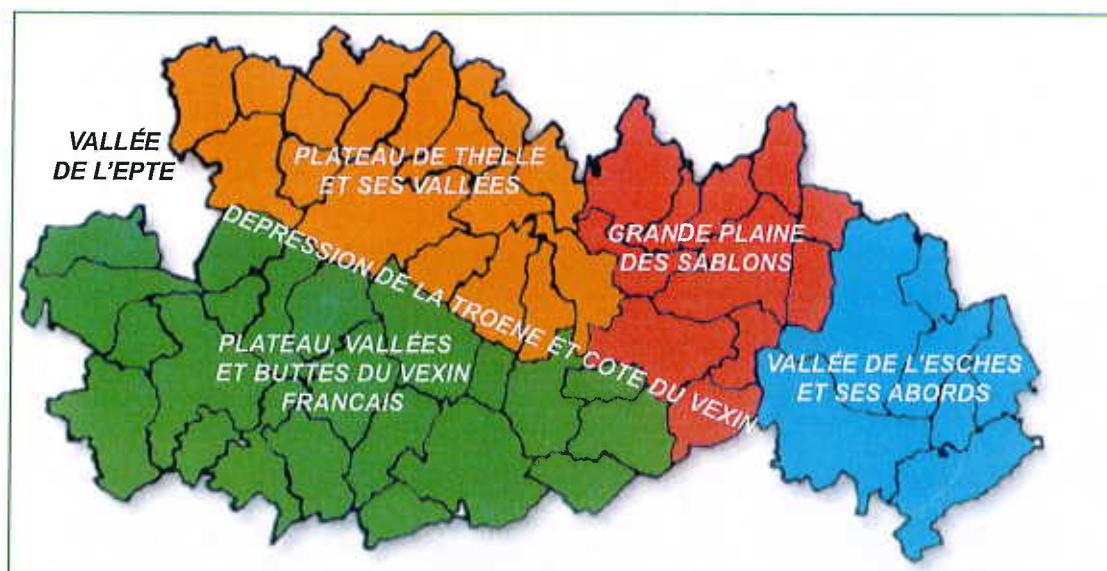 VALLÉE
DE L'EPTE
PLATEAU DE THELLE
ET SES VALLÉES
GRANDE PLAINE
DES SABLONS
DEPRESSION DE LA TROENE ET COTE DU VEXIN
PLATEAU, VALLÉES
ET BUTTES DU VEXIN
FRANCAIS
VALLÉE DE L'ESCHES
ET SES ABORDS